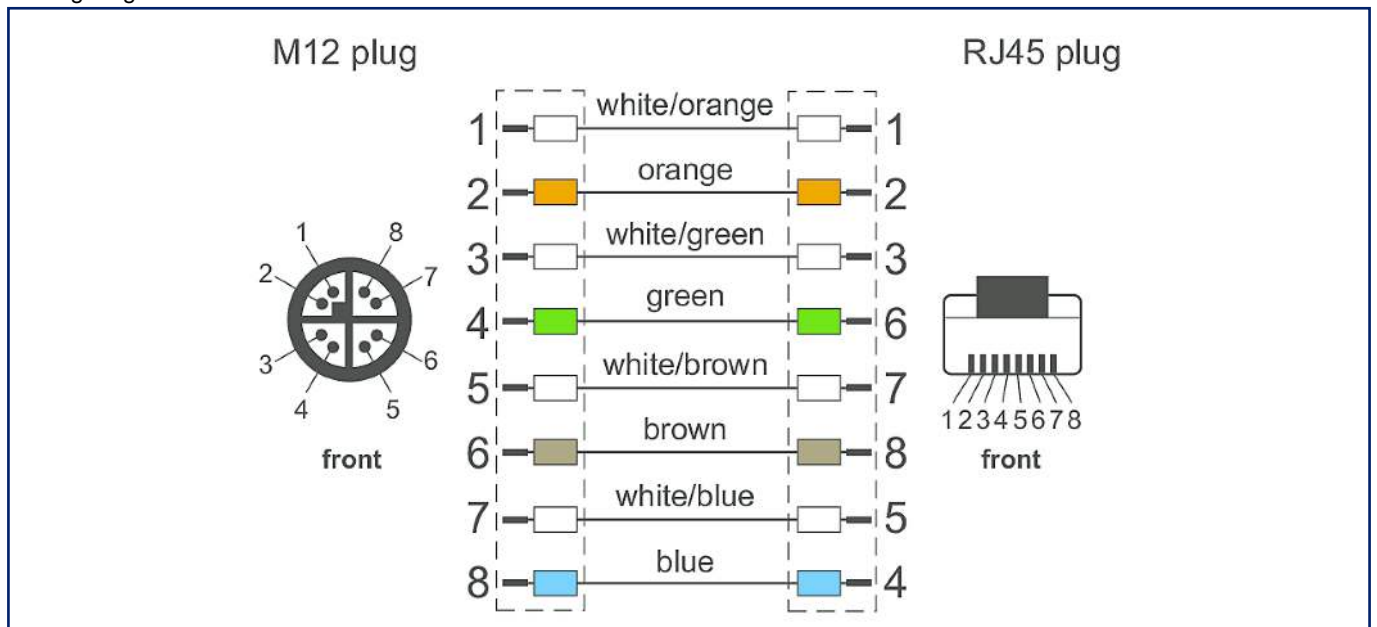 M12 plug
RJ45 plug
1 white/orange 1
2 orange 2
3 white/green 3
4 green 6
5 white/brown 7
6 brown 8
7 white/blue 5
8 blue 4
1 8
2 7
3 6
4 5
front
12345678
front